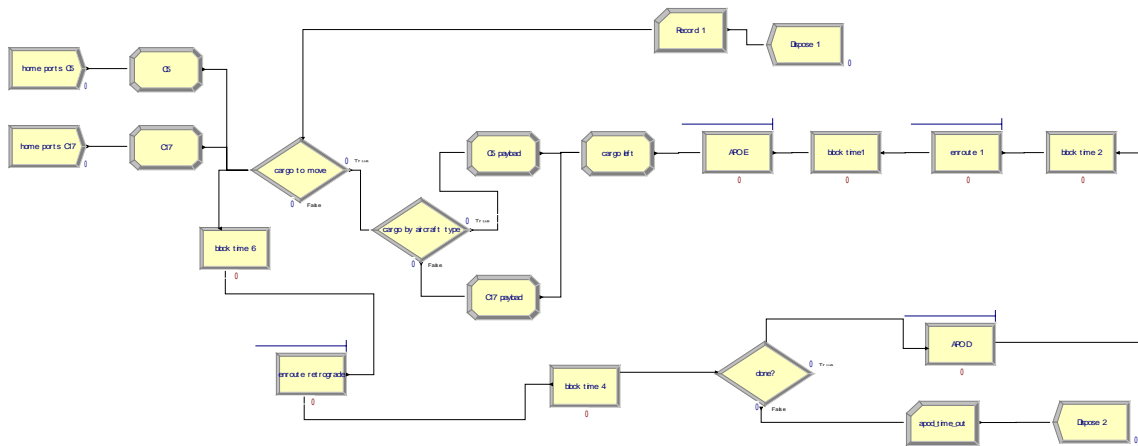 Record 1
Dispose 1
0
home ports C5
0
C5
home ports C17
0
C17
cargo to move
0 True
0 False
C5 payload
cargo left
APOE
0
block time1
0
enroute 1
0
block time 2
0
cargo by aircraft type
0 True
0 False
C17 payload
block time 6
0
enroute retrograde
0
block time 4
0
done?
0 True
0 False
APOD
0
apod_time_out
Dispose 2
0